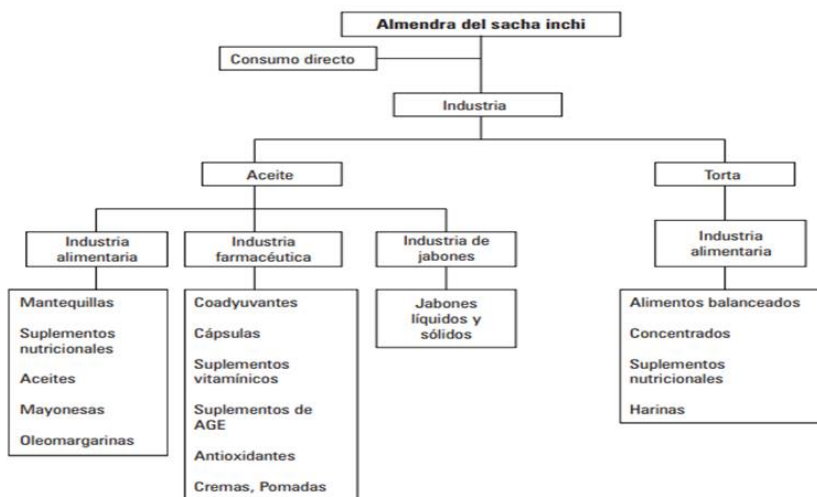 Almendra del sacha inchi
Consumo directo
Industria
Aceite
Torta
Industria
alimentaria
Industria
farmacéutica
Industria de
jabones
Industria
alimentaria
Mantequillas
Suplementos
nutricionales
Aceites
Mayonesas
Oleomargarinas
Coadyuvantes
Cápsulas
Suplementos
vitamínicos
Suplementos de
AGE
Antioxidantes
Cremas, Pomadas
Jabones
líquidos y
sólidos
Alimentos balanceados
Concentrados
Suplementos
nutricionales
Harinas